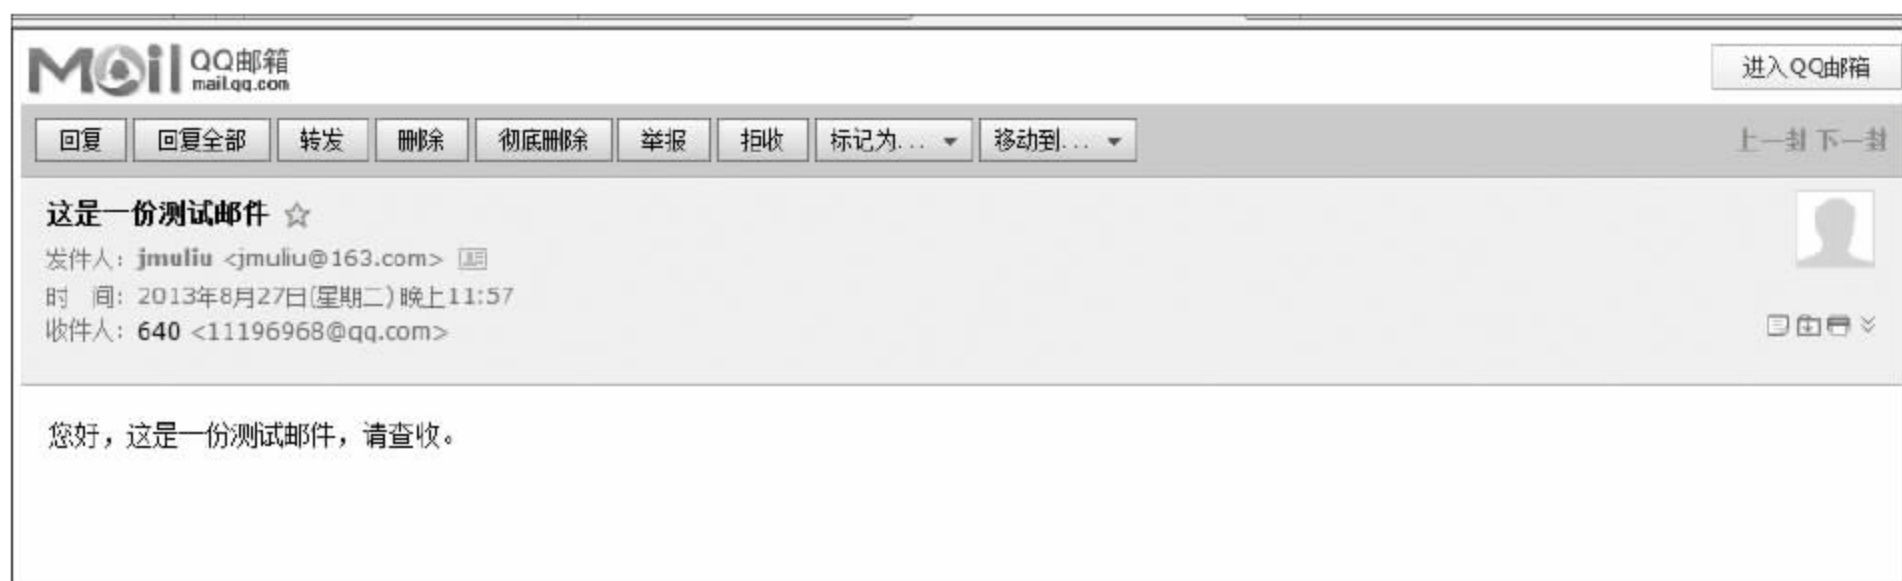 Mail QQ邮箱
mail.qq.com
进入QQ邮箱
回复 回复全部 转发 删除 彻底删除 举报 拒收 标记为... 移动到... 上一封 下一封
这是一份测试邮件
发件人：jmuliu <jmuliu@163.com>
时 间：2013年8月27日(星期二) 晚上11:57
收件人：640 <11196968@qq.com>
您好，这是一份测试邮件，请查收。